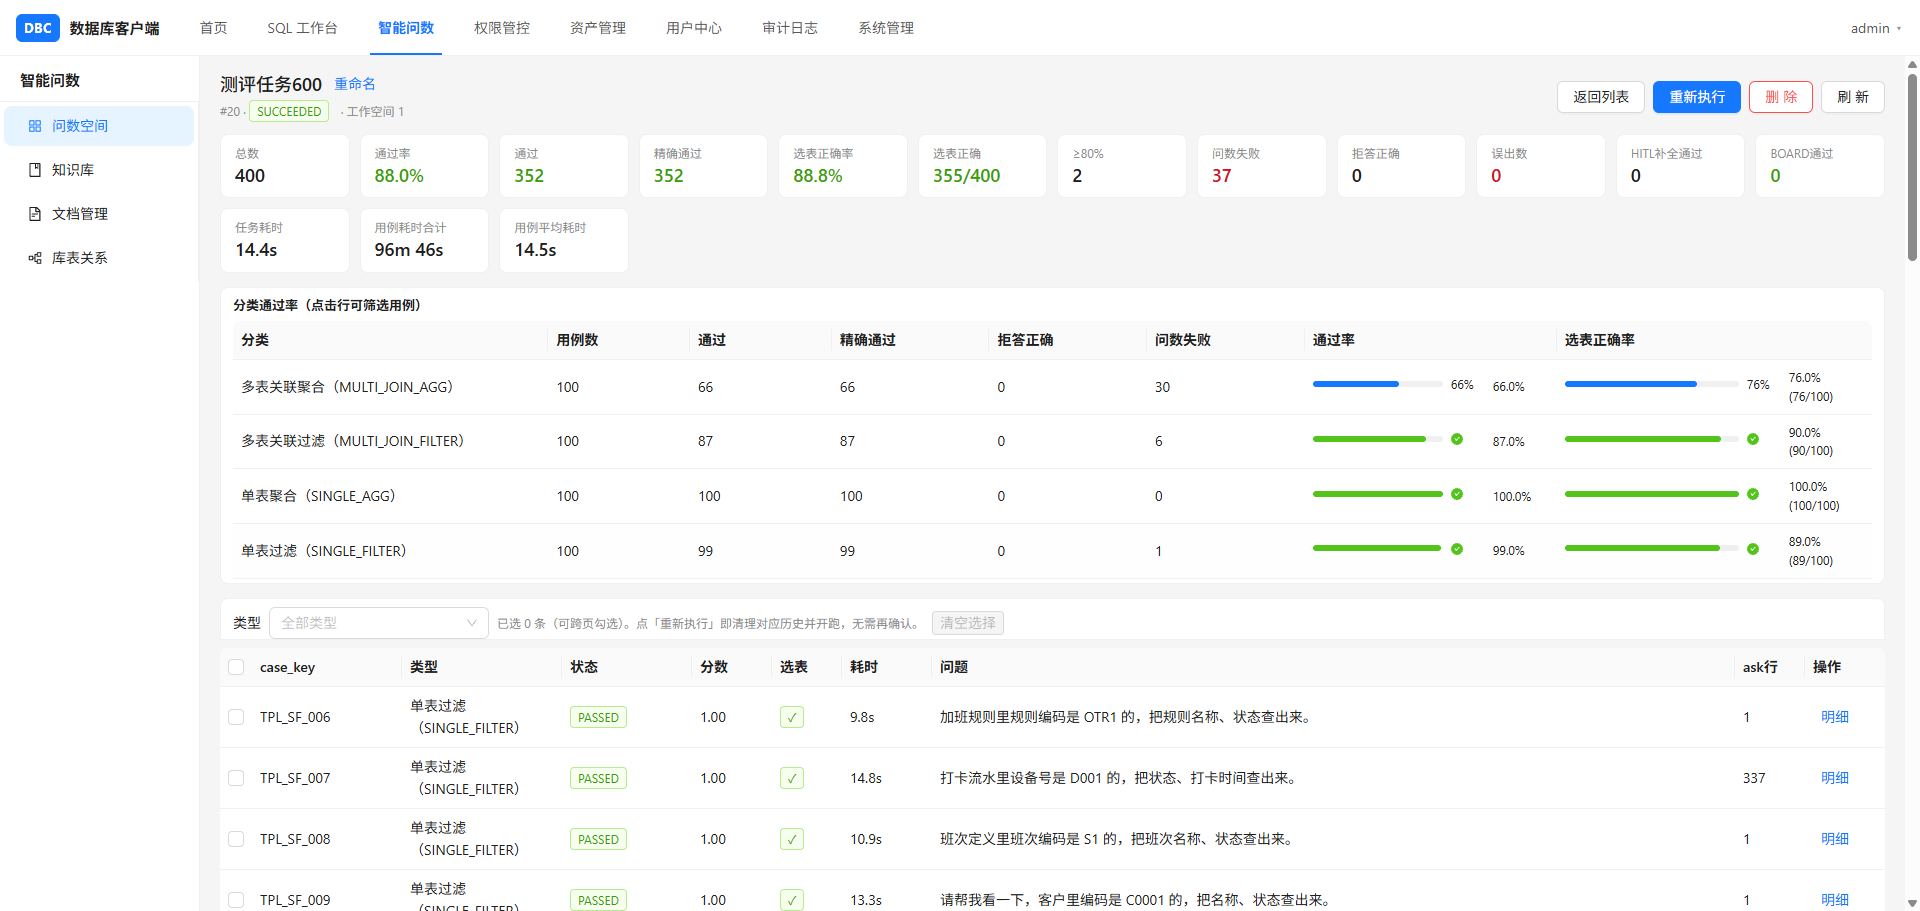 DBC 数据库客户端 首页 SQL 工作台 智能问数 权限管控 资产管理 用户中心 审计日志 系统管理 admin
智能问数
问数空间
知识库
文档管理
库表关系
测评任务600 重命名
#20 · SUCCEEDED · 工作空间 1
返回列表 重新执行 删 除 刷 新
总数 通过率 通过 精确通过 选表正确率 选表正确 ≥80% 问数失败 拒答正确 误出数 HITL补全通过 BOARD通过
400 88.0% 352 352 88.8% 355/400 2 37 0 0 0 0
任务耗时 用例耗时合计 用例平均耗时
14.4s 96m 46s 14.5s
分类通过率（点击行可筛选用例）
分类 用例数 通过 精确通过 拒答正确 问数失败 通过率 选表正确率
多表关联聚合（MULTI_JOIN_AGG） 100 66 66 0 30 66% 66.0% 76% 76.0%
(76/100)
多表关联过滤（MULTI_JOIN_FILTER） 100 87 87 0 6 87.0% 90.0%
(90/100)
单表聚合（SINGLE_AGG） 100 100 100 0 0 100.0% 100.0%
(100/100)
单表过滤（SINGLE_FILTER） 100 99 99 0 1 99.0% 89.0%
(89/100)
类型 全部类型 已选 0 条（可跨页勾选）。点「重新执行」即清理对应历史并开跑，无需再确认。 清空选择
case_key 类型 状态 分数 选表 耗时 问题 ask行 操作
TPL_SF_006 单表过滤 PASSED 1.00 ✓ 9.8s 加班规则里规则编码是 OTR1 的，把规则名称、状态查出来。 1 明细
（SINGLE_FILTER）
TPL_SF_007 单表过滤 PASSED 1.00 ✓ 14.8s 打卡流水里设备号是 D001 的，把状态、打卡时间查出来。 337 明细
（SINGLE_FILTER）
TPL_SF_008 单表过滤 PASSED 1.00 ✓ 10.9s 班次定义里班次编码是 S1 的，把班次名称、状态查出来。 1 明细
（SINGLE_FILTER）
TPL_SF_009 单表过滤 PASSED 1.00 ✓ 13.3s 请帮我看一下，客户里编码是 C0001 的，把名称、状态查出来。 1 明细
（SINGLE_FILTER）